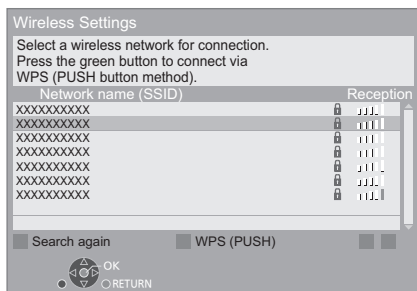 Wireless Settings
Select a wireless network for connection.
Press the green button to connect via
WPS (PUSH button method).
Network name (SSID) Reception
XXXXXXXXXX
XXXXXXXXXX
XXXXXXXXXX
XXXXXXXXXX
XXXXXXXXXX
XXXXXXXXXX
XXXXXXXXXX
Search again WPS (PUSH)
OK
RETURN